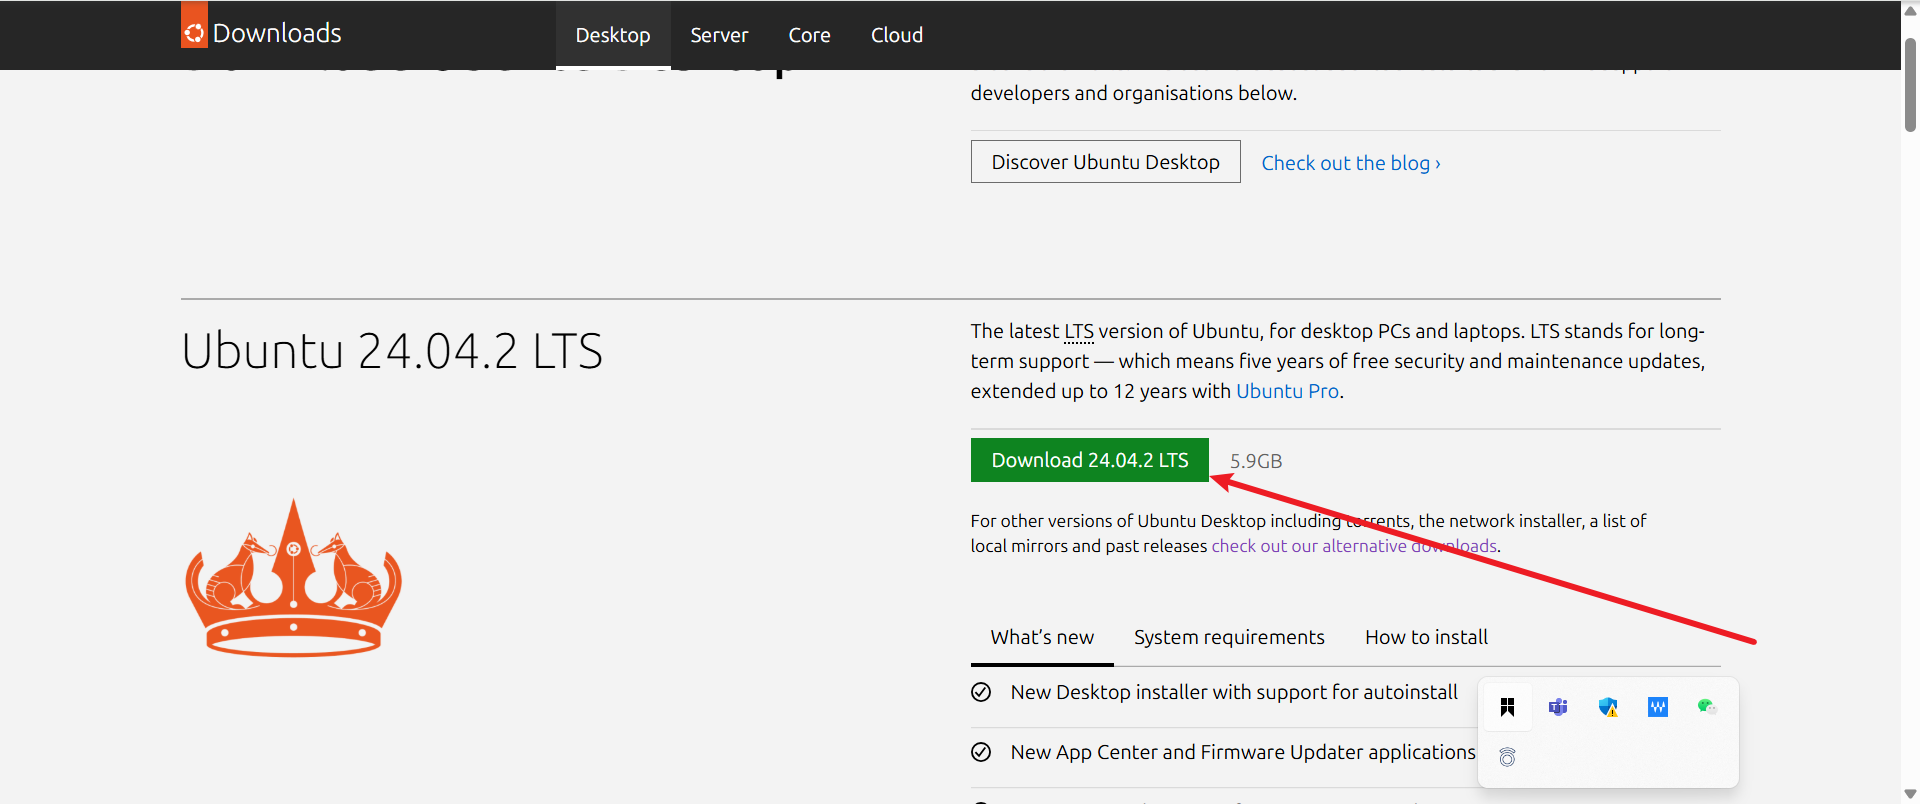 Downloads
Desktop
Server
Core
Cloud
developers and organisations below.
Discover Ubuntu Desktop
Check out the blog ›
Ubuntu 24.04.2 LTS
The latest LTS version of Ubuntu, for desktop PCs and laptops. LTS stands for long-
term support — which means five years of free security and maintenance updates,
extended up to 12 years with Ubuntu Pro.
Download 24.04.2 LTS
5.9GB
For other versions of Ubuntu Desktop including torrents, the network installer, a list of
local mirrors and past releases check out our alternative downloads.
What's new
System requirements
How to install
New Desktop installer with support for autoinstall
New App Center and Firmware Updater applications